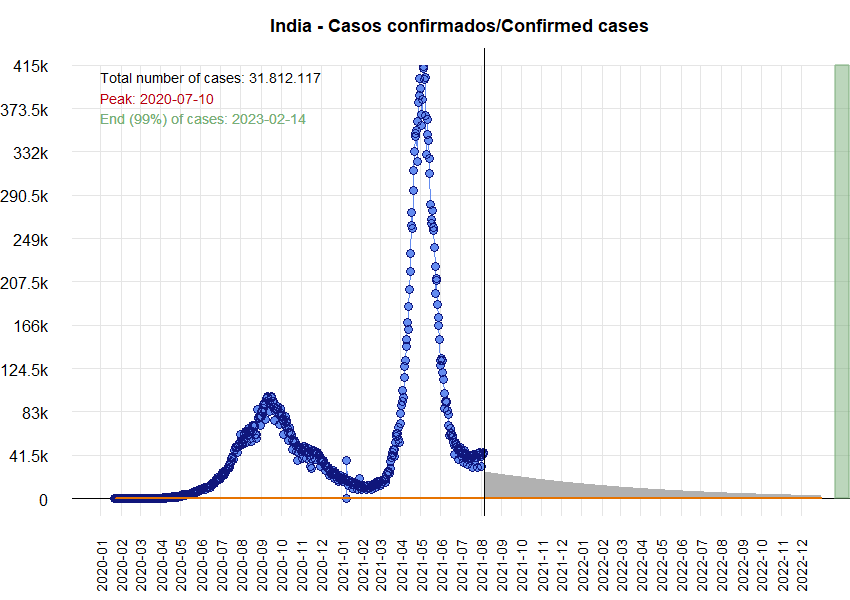 India - Casos confirmados/Confirmed cases
Total number of cases: 31.812.117
Peak: 2020-07-10
End (99%) of cases: 2023-02-14
415k
373.5k
332k
290.5k
249k
207.5k
166k
124.5k
83k
41.5k
0
2020-01
2020-02
2020-03
2020-04
2020-05
2020-06
2020-07
2020-08
2020-09
2020-10
2020-11
2020-12
2021-01
2021-02
2021-03
2021-04
2021-05
2021-06
2021-07
2021-08
2021-09
2021-10
2021-11
2021-12
2022-01
2022-02
2022-03
2022-04
2022-05
2022-06
2022-07
2022-08
2022-09
2022-10
2022-11
2022-12